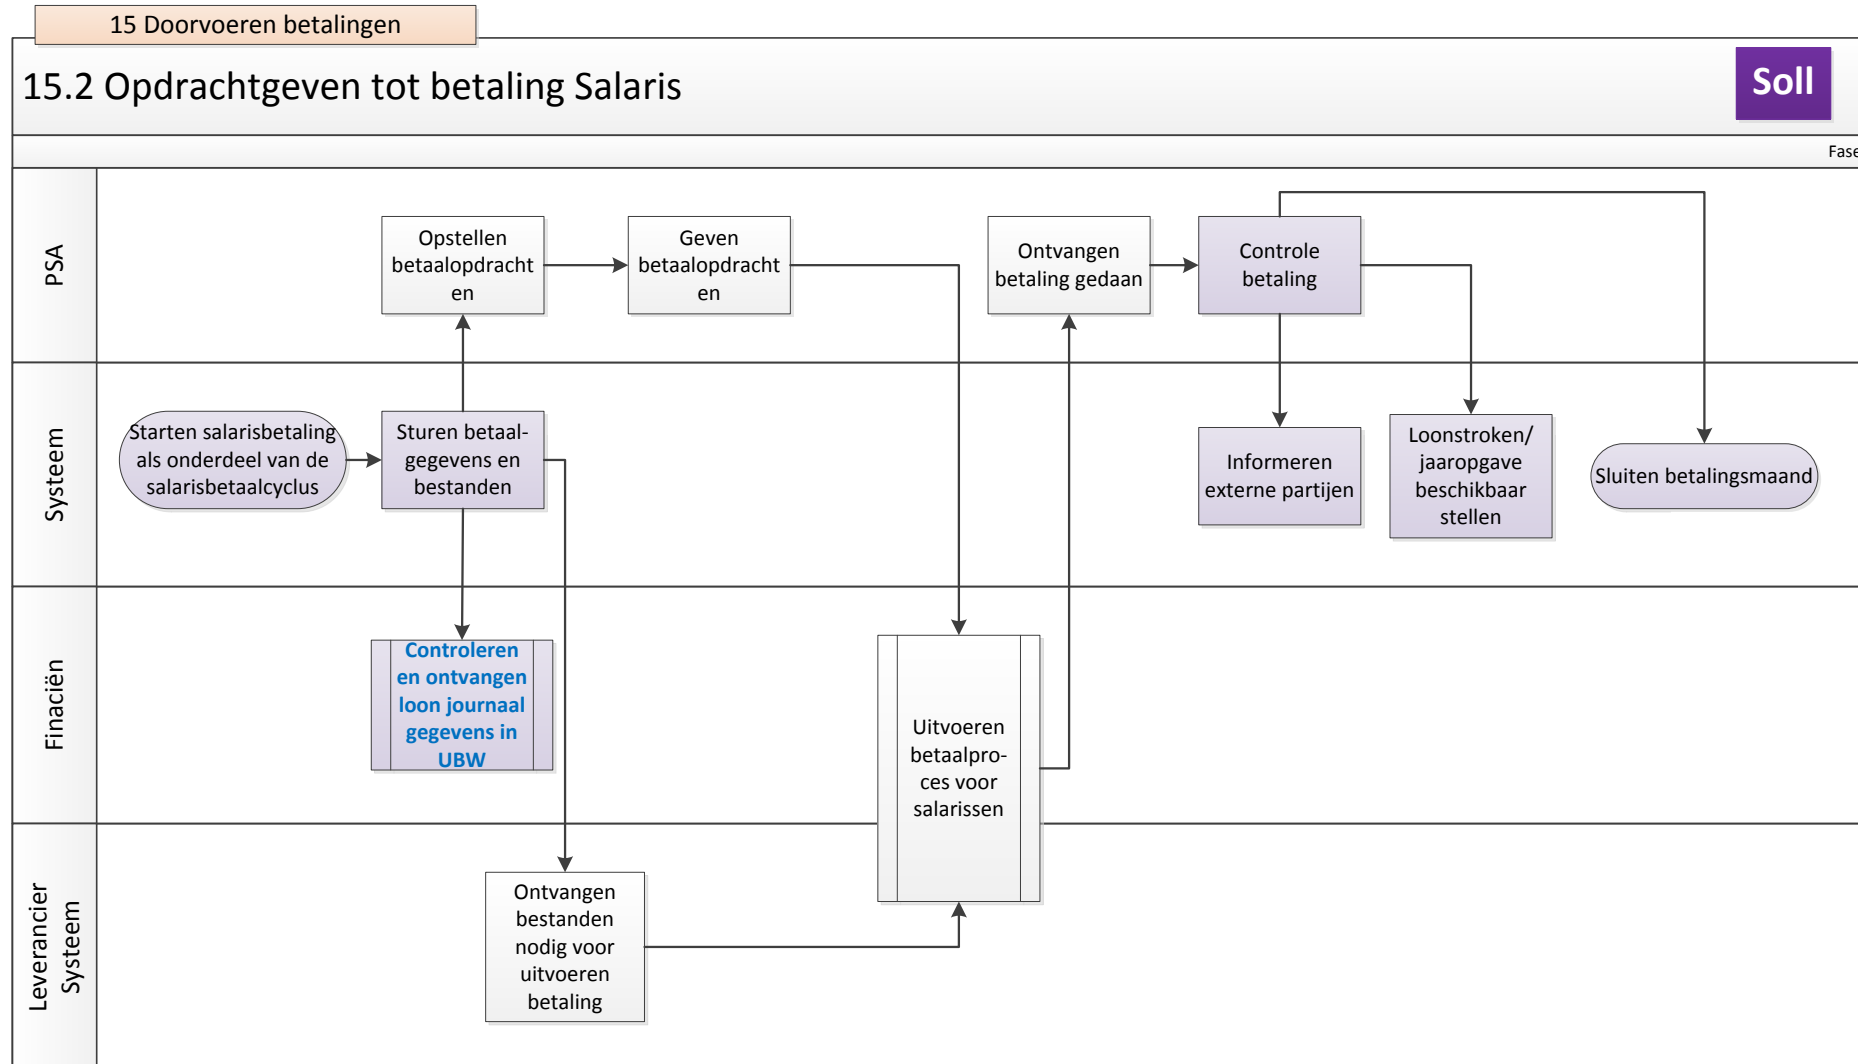 15 Doorvoeren betalingen
15.2 Opdrachtgeven tot betaling Salaris
Soll
Fase
PSA
Opstellen
betaalopdracht
en
Geven
betaalopdracht
en
Ontvangen
betaling gedaan
Controle
betaling
Systeem
Starten salarisbetaling
als onderdeel van de
salarisbetaalcyclus
Sturen betaal-
gegevens en
bestanden
Informeren
externe partijen
Loonstroken/
jaaropgave
beschikbaar
stellen
Sluiten betalingsmaand
Finaciën
Controleren
en ontvangen
loon journaal
gegevens in
UBW
Uitvoeren
betaalpro-
ces voor
salarissen
Leverancier
Systeem
Ontvangen
bestanden
nodig voor
uitvoeren
betaling